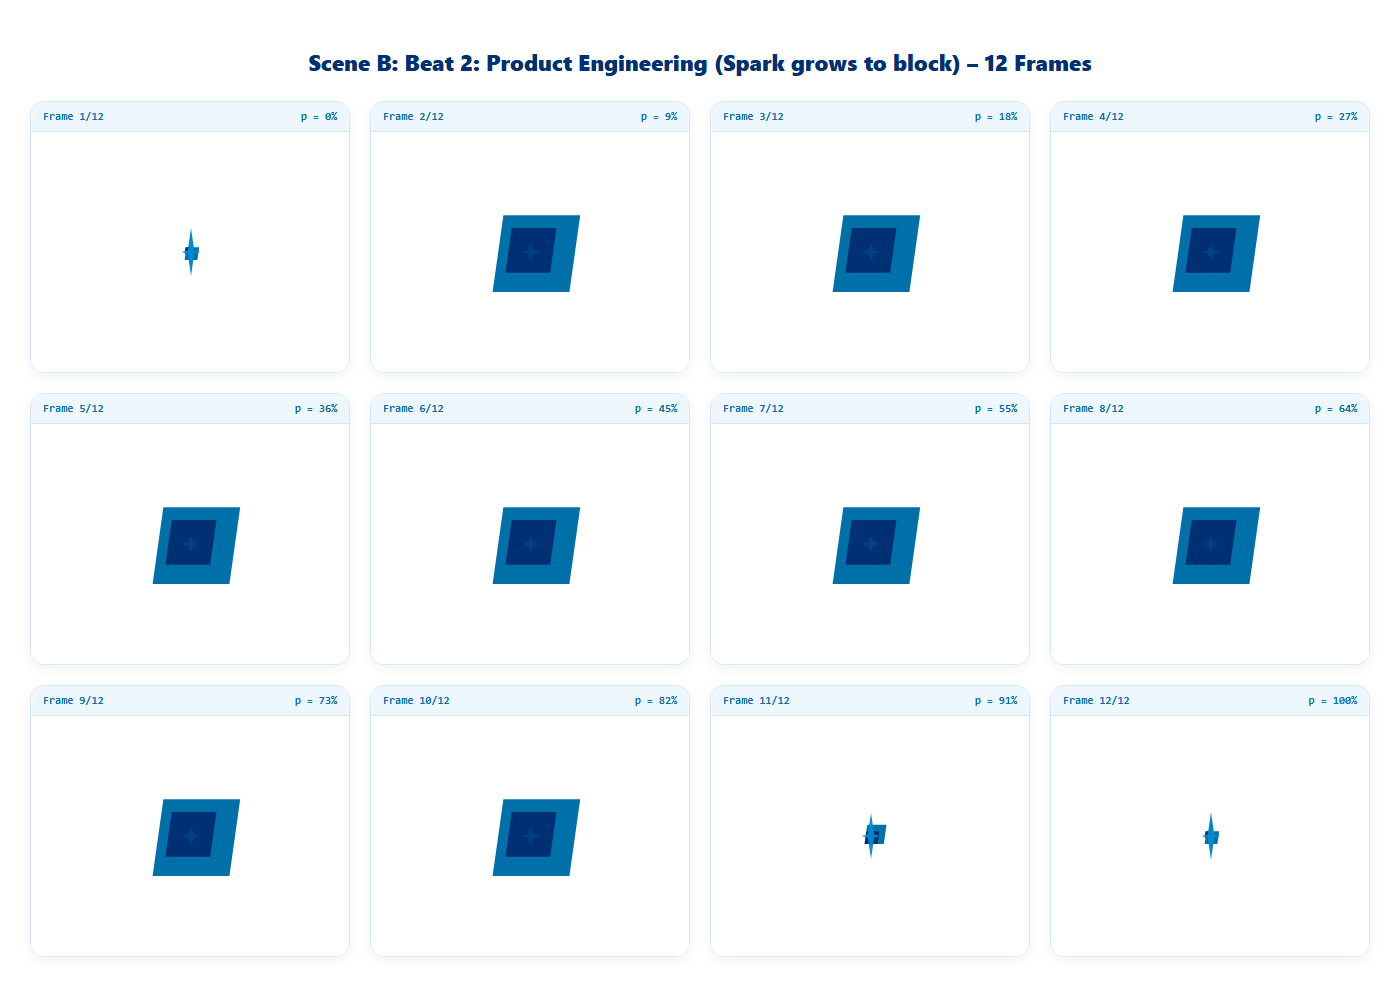 Scene B: Beat 2: Product Engineering (Spark grows to block) – 12 Frames
Frame 1/12 p = 0%
Frame 2/12 p = 9%
Frame 3/12 p = 18%
Frame 4/12 p = 27%
Frame 5/12 p = 36%
Frame 6/12 p = 45%
Frame 7/12 p = 55%
Frame 8/12 p = 64%
Frame 9/12 p = 73%
Frame 10/12 p = 82%
Frame 11/12 p = 91%
Frame 12/12 p = 100%